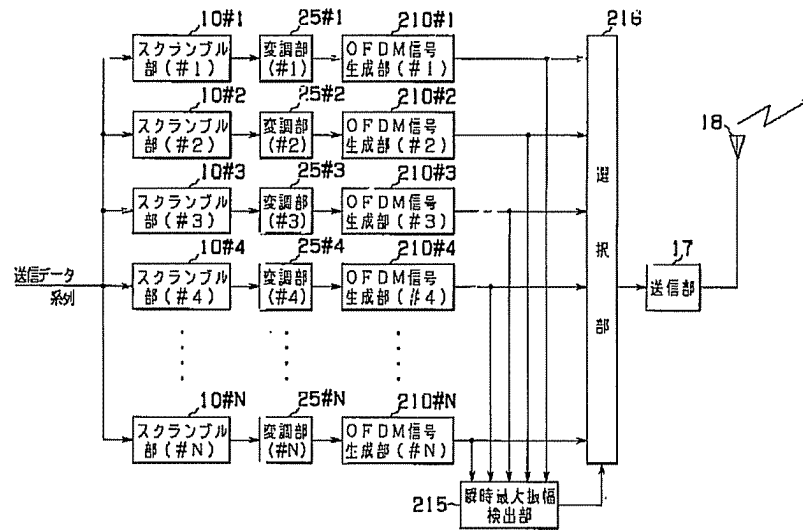 10#1
25#1
210#1
216
スクランブル
部(#1)
変調部
(#1)
OFDM信号
生成部(#1)
10#2
25#2
210#2
スクランブル
部(#2)
変調部
(#2)
OFDM信号
生成部(#2)
18
10#3
25#3
210#3
スクランブル
部(#3)
変調部
(#3)
OFDM信号
生成部(#3)
選択部
10#4
25#4
210#4
17
送信データ
系列
スクランブル
部(#4)
変調部
(#4)
OFDM信号
生成部(#4)
送信部
10#N
25#N
210#N
スクランブル
部(#N)
変調部
(#N)
OFDM信号
生成部(#N)
215
瞬時最大振幅
検出部